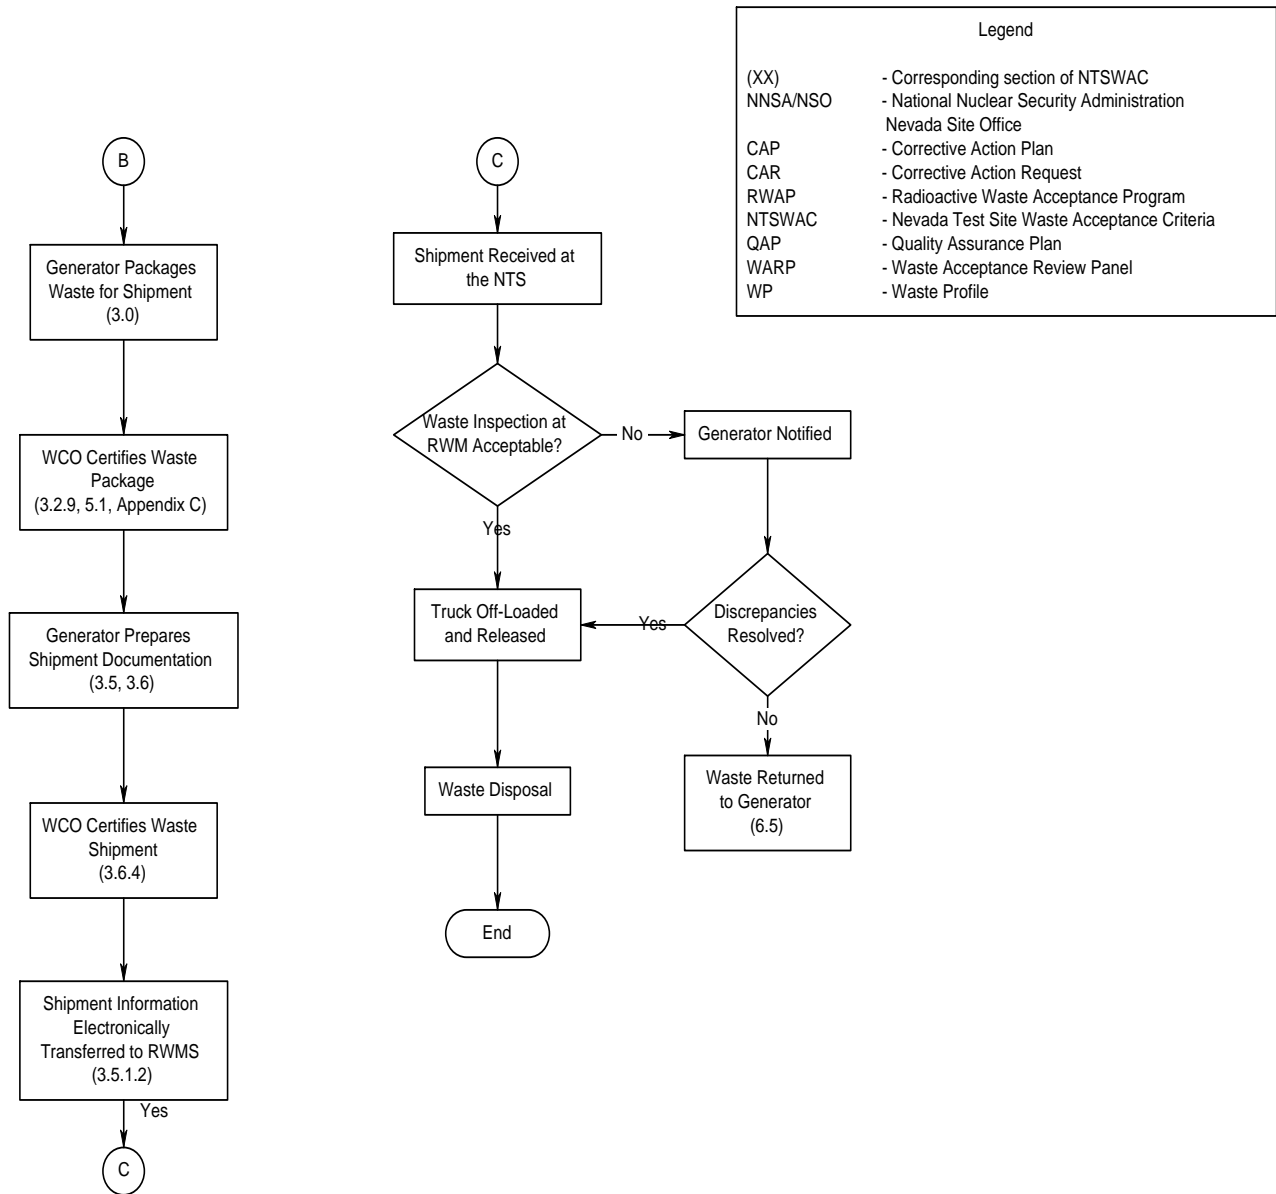 Legend
(XX) - Corresponding section of NTSWAC
NNSA/NSO - National Nuclear Security Administration
Nevada Site Office
CAP - Corrective Action Plan
CAR - Corrective Action Request
RWAP - Radioactive Waste Acceptance Program
NTSWAC - Nevada Test Site Waste Acceptance Criteria
QAP - Quality Assurance Plan
WARP - Waste Acceptance Review Panel
WP - Waste Profile
B
Generator Packages
Waste for Shipment
(3.0)
WCO Certifies Waste
Package
(3.2.9, 5.1, Appendix C)
Generator Prepares
Shipment Documentation
(3.5, 3.6)
WCO Certifies Waste
Shipment
(3.6.4)
Shipment Information
Electronically
Transferred to RWMS
(3.5.1.2)
Yes
C
C
Shipment Received at
the NTS
Waste Inspection at
RWM Acceptable?
No
Generator Notified
Yes
Truck Off-Loaded
and Released
Yes
Discrepancies
Resolved?
No
Waste Returned
to Generator
(6.5)
Waste Disposal
End